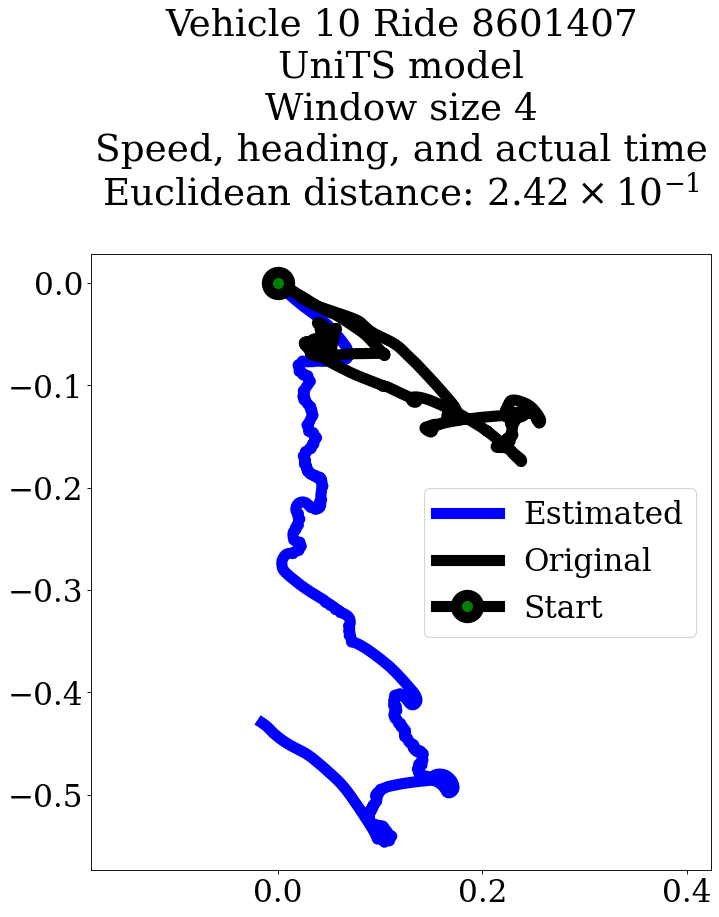 Vehicle 10 Ride 8601407
UniTS model
Window size 4
Speed, heading, and actual time
Euclidean distance: 2.42 × 10⁻¹
0.0
−0.1
−0.2
−0.3
−0.4
−0.5
Estimated
Original
Start
0.0 0.2 0.4